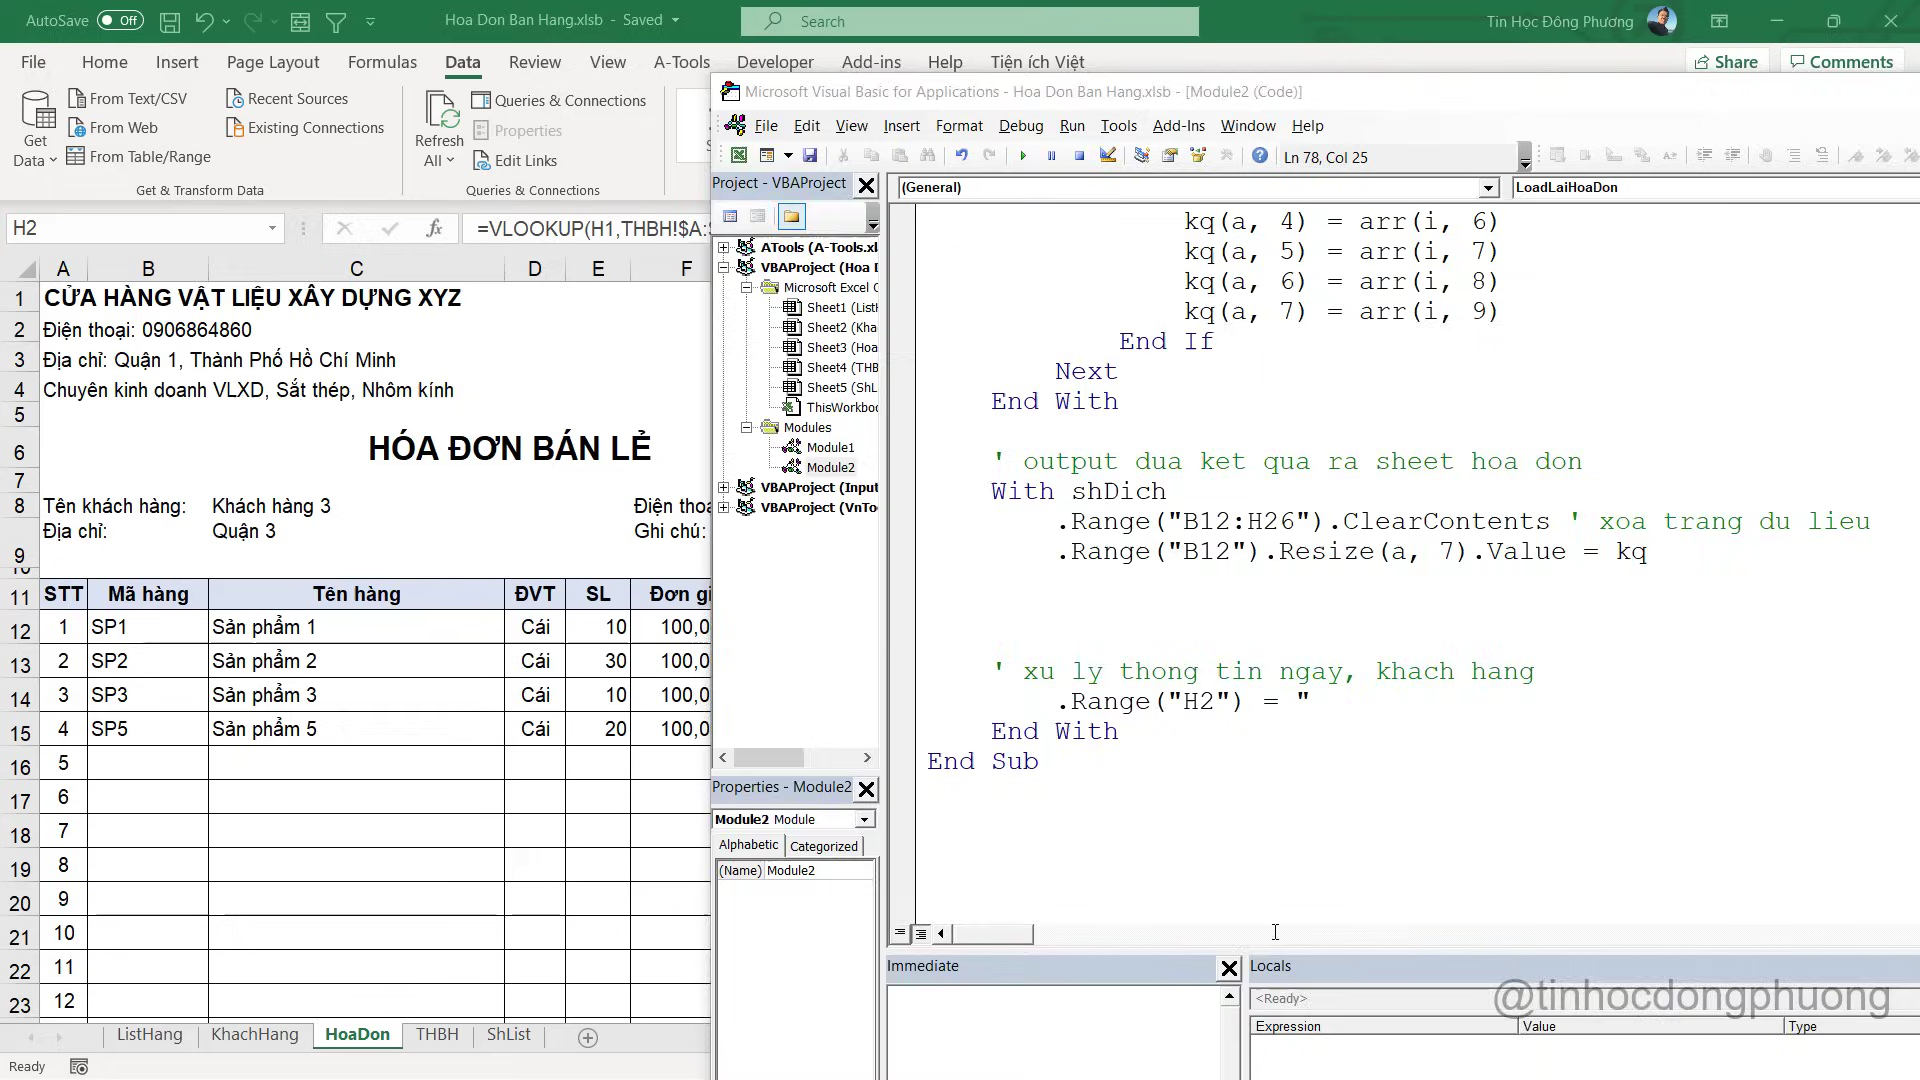 AutoSave Off
Hoa Don Ban Hang.xlsb - Saved
Search
Tin Học Đông Phương
File Home Insert Page Layout Formulas Data Review View A-Tools Developer Add-ins Help Tiện ích Việt
Share Comments
Get Data
From Text/CSV
From Web
From Table/Range
Recent Sources
Existing Connections
Get & Transform Data
Refresh All
Queries & Connections
Properties
Edit Links
Queries & Connections
H2
fx
=VLOOKUP(H1,THBH!$A:
A B C D E F
1 CỬA HÀNG VẬT LIỆU XÂY DỰNG XYZ
2 Điện thoại: 0906864860
3 Địa chỉ: Quận 1, Thành Phố Hồ Chí Minh
4 Chuyên kinh doanh VLXD, Sắt thép, Nhôm kính
5
6 HÓA ĐƠN BÁN LẺ
7
8 Tên khách hàng: Khách hàng 3 Điện thoạ
9 Địa chỉ: Quận 3 Ghi chú:
10
11 STT Mã hàng Tên hàng ĐVT SL Đơn gi
12 1 SP1 Sản phẩm 1 Cái 10 100,0
13 2 SP2 Sản phẩm 2 Cái 30 100,0
14 3 SP3 Sản phẩm 3 Cái 10 100,0
15 4 SP5 Sản phẩm 5 Cái 20 100,0
16 5
17 6
18 7
19 8
20 9
21 10
22 11
23 12
ListHang KhachHang HoaDon THBH ShList
Ready
Microsoft Visual Basic for Applications - Hoa Don Ban Hang.xlsb - [Module2 (Code)]
File Edit View Insert Format Debug Run Tools Add-Ins Window Help
Ln 78, Col 25
Project - VBAProject
ATools (A-Tools.xl
VBAProject (Hoa D
Microsoft Excel O
Sheet1 (List
Sheet2 (Kha
Sheet3 (Hoa
Sheet4 (THB
Sheet5 (ShL
ThisWorkboo
Modules
Module1
Module2
VBAProject (Input
VBAProject (VnToo
Properties - Module2
Module2 Module
Alphabetic Categorized
(Name) Module2
(General)
LoadLaiHoaDon
kq(a, 4) = arr(i, 6)
kq(a, 5) = arr(i, 7)
kq(a, 6) = arr(i, 8)
kq(a, 7) = arr(i, 9)
End If
Next
End With
' output dua ket qua ra sheet hoa don
With shDich
.Range("B12:H26").ClearContents ' xoa trang du lieu
.Range("B12").Resize(a, 7).Value = kq
' xu ly thong tin ngay, khach hang
.Range("H2") = "
End With
End Sub
Immediate
Locals
<Ready>
Expression Value Type
@tinhocdongphuong